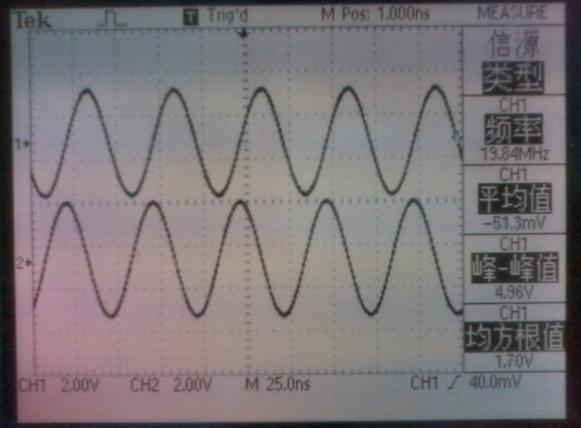 Tek T Trig'd M Pos: 1.000ns MEASURE
信源
类型
CH1
频率
19.84MHz
CH1
平均值
-51.3mV
CH1
峰-峰值
4.96V
CH1
均方根值
1.70V
1
2
CH1 2.00V CH2 2.00V M 25.0ns CH1 40.0mV